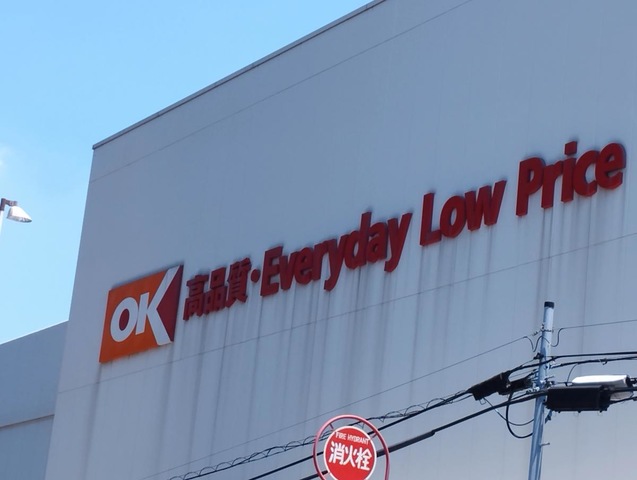 OK 高品質・Everyday Low Price
FIRE HYDRANT
消火栓